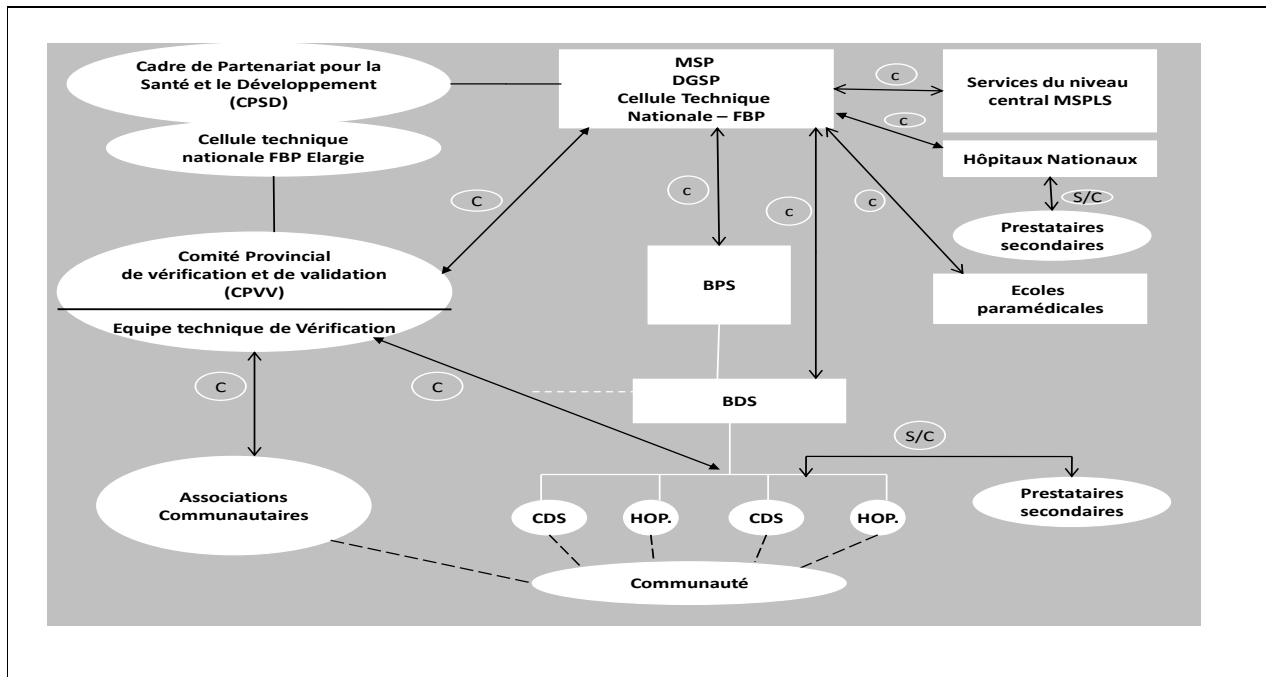 Cadre de Partenariat pour la
Santé et le Développement
(CPSD)
Cellule technique
nationale FBP Elargie
MSP
DGSP
Cellule Technique
Nationale – FBP
c
Services du niveau
central MSPLS
c
Hôpitaux Nationaux
S/C
Prestataires
secondaires
C
c
c
c
Comité Provincial
de vérification et de validation
(CPVV)
Equipe technique de Vérification
BPS
Ecoles
paramédicales
C
C
BDS
S/C
Associations
Communautaires
CDS
HOP.
CDS
HOP.
Prestataires
secondaires
Communauté